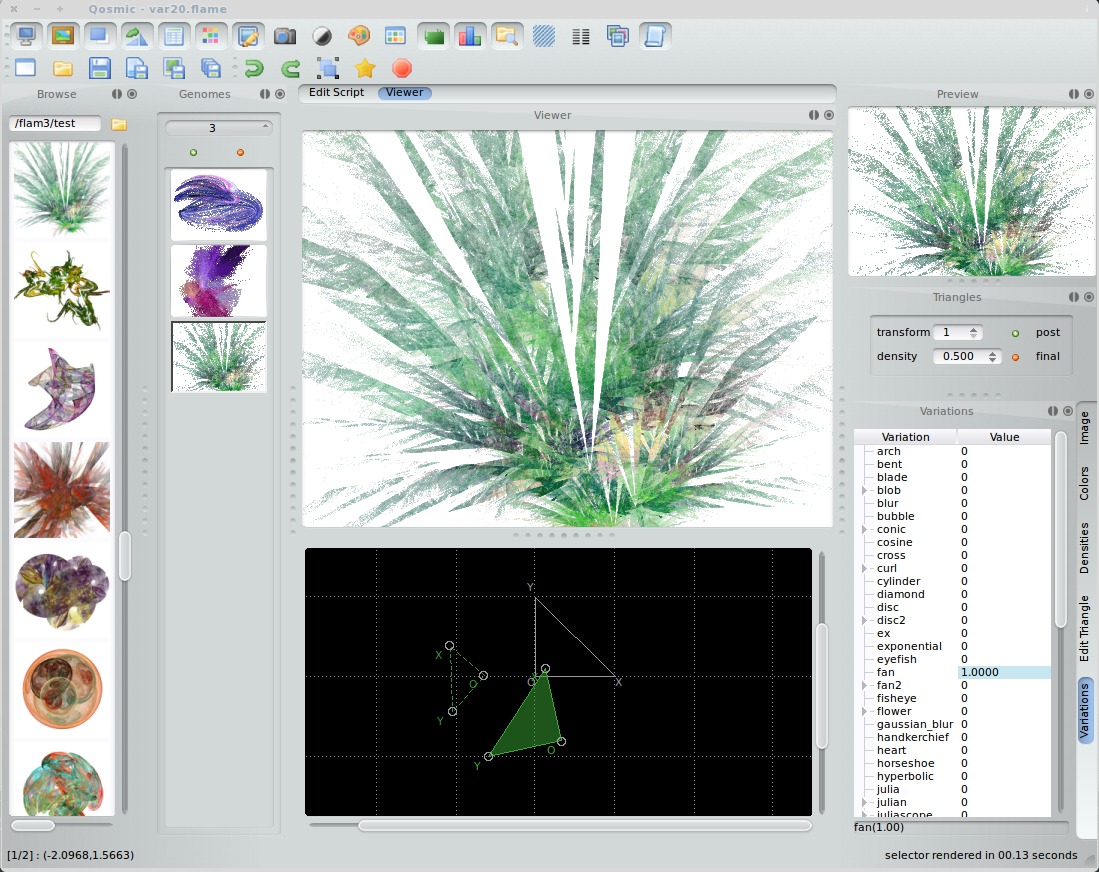 Qosmic - var20.flame
Browse
Genomes
Edit Script
Viewer
Viewer
Preview
/flam3/test
3
Triangles
transform 1 post
density 0.500 final
Variations
Variation Value
arch 0
bent 0
blade 0
blob 0
blur 0
bubble 0
conic 0
cosine 0
cross 0
curl 0
cylinder 0
diamond 0
disc 0
disc2 0
ex 0
exponential 0
eyefish 0
fan 1.0000
fan2 0
fisheye 0
flower 0
gaussian_blur 0
handkerchief 0
heart 0
horseshoe 0
hyperbolic 0
julia 0
julian 0
juliascope 0
fan(1.00)
Image
Colors
Densities
Edit Triangle
Variations
Y
O
X
X
O
Y
O
Y
[1/2] : (-2.0968,1.5663)
selector rendered in 00.13 seconds